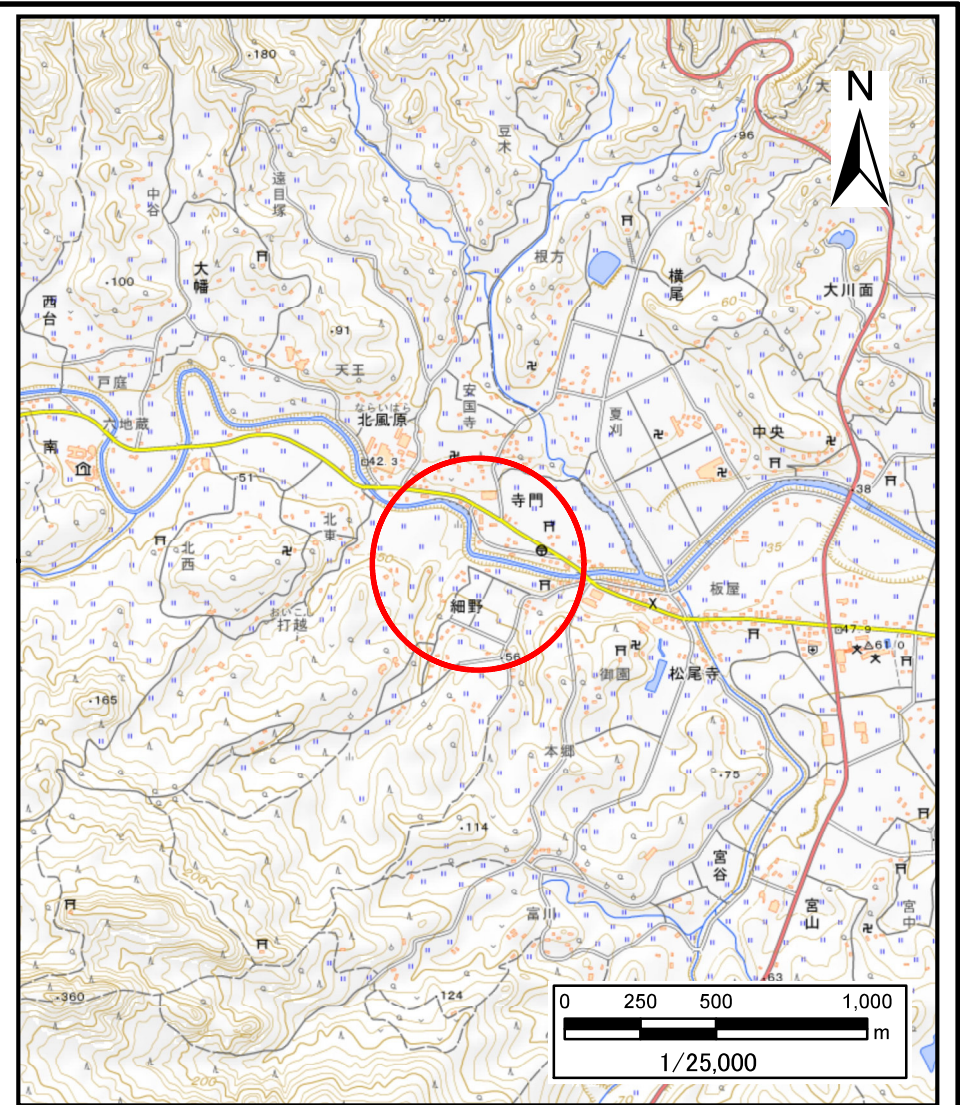 180
N
大
豆木
96
中谷
遠目塚
根方
横尾
大幡
100
西台
大川面
60
91
天王
戸庭
安国寺
ならいはら
北風原
夏刈
六地蔵
中央
南
42.3
51
寺門
38
北東
北西
50
35
板屋
細野
おいこし
打越
47.9
61.0
56
御園
松尾寺
165
本郷
75
114
宮谷
200
富川
宮山
宮中
63
360
124
0 250 500 1,000
m
1/25,000
200
70